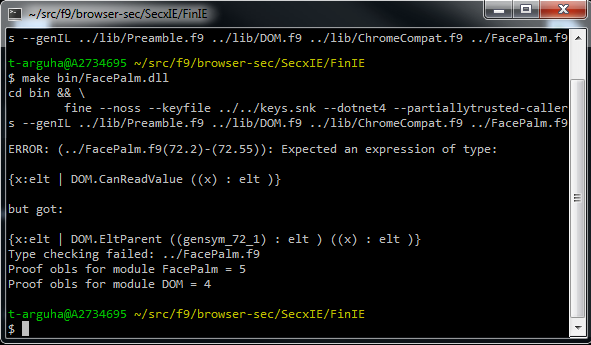 ~/src/f9/browser-sec/SecxIE/FinIE
s --genIL ../lib/Preamble.f9 ../lib/DOM.f9 ../lib/ChromeCompat.f9 ../FacePalm.f9
t-arguha@A2734695 ~/src/f9/browser-sec/SecxIE/FinIE
$ make bin/FacePalm.dll
cd bin && \
fine --noss --keyfile ../../keys.snk --dotnet4 --partiallytrusted-caller
s --genIL ../lib/Preamble.f9 ../lib/DOM.f9 ../lib/ChromeCompat.f9 ../FacePalm.f9
ERROR: (../FacePalm.f9(72.2)-(72.55)): Expected an expression of type:
{x:elt | DOM.CanReadValue ((x) : elt )}
but got:
{x:elt | DOM.EltParent ((gensym_72_1) : elt ) ((x) : elt )}
Type checking failed: ../FacePalm.f9
Proof obls for module FacePalm = 5
Proof obls for module DOM = 4
t-arguha@A2734695 ~/src/f9/browser-sec/SecxIE/FinIE
$